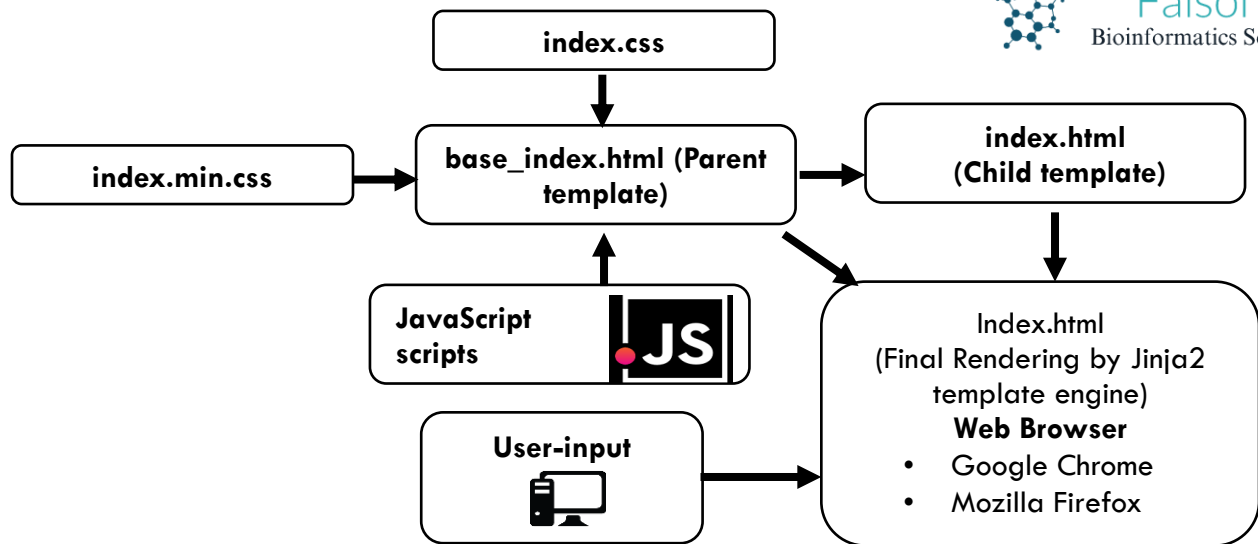 index.css
Bioinformatics
index.min.css
base_index.html (Parent
template)
index.html
(Child template)
JavaScript
scripts
.JS
User-input
Index.html
(Final Rendering by Jinja2
template engine)
Web Browser
• Google Chrome
• Mozilla Firefox